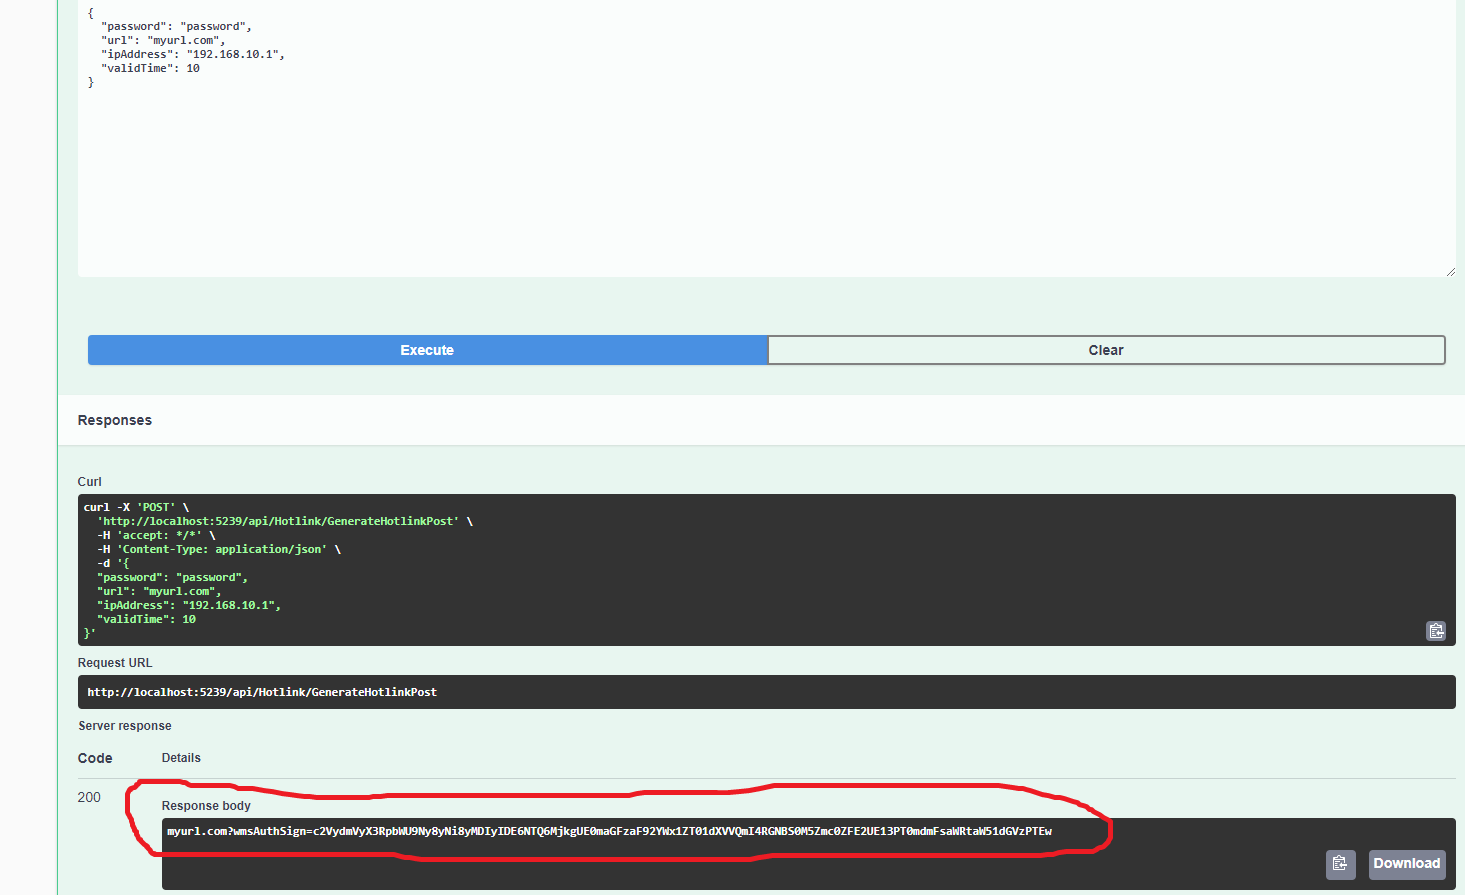 {
"password": "password",
"url": "myurl.com",
"ipAddress": "192.168.10.1",
"validTime": 10
}
Execute
Clear
Responses
Curl
curl -X 'POST' \
'http://localhost:5239/api/Hotlink/GenerateHotlinkPost' \
-H 'accept: */*' \
-H 'Content-Type: application/json' \
-d '{
"password": "password",
"url": "myurl.com",
"ipAddress": "192.168.10.1",
"validTime": 10
}'
Request URL
http://localhost:5239/api/Hotlink/GenerateHotlinkPost
Server response
Code Details
200
Response body
myurl.com?wmsAuthSign=c2VydmVyX3RpbWU9Ny8yNi8yMDIyIDE6NTQ6MjkgUE0maGFzaF92YWx1ZT01dXVVQmI4RGNBS0M5Zmc0ZFE2UE13PT0mdmFsaWRtaW51dGVzPTEw
Download